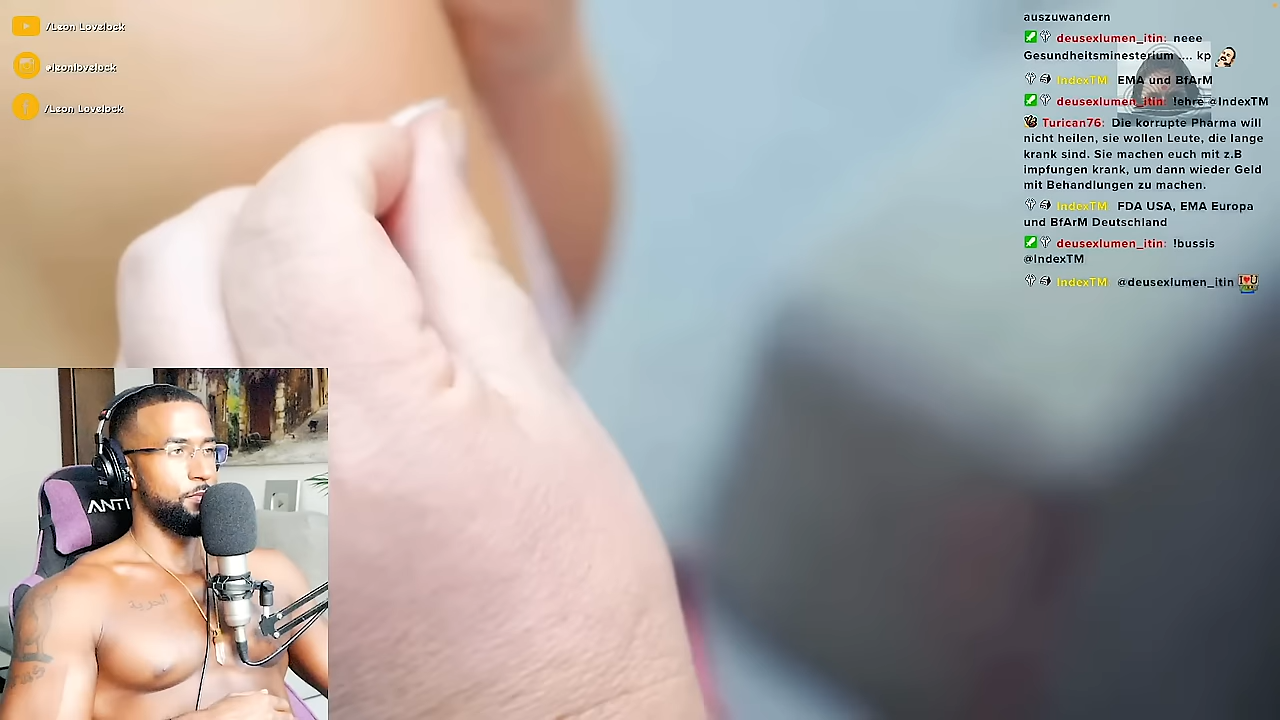 /Leon Lovelock
@leonlovelock
/Leon Lovelock
auszuwandern
deusexlumen_itin: neee
Gesundheitsminesterium .... kp
IndexTM: EMA und BfArM
deusexlumen_itin: !ehre @IndexTM
Turican76: Die korrupte Pharma will
nicht heilen, sie wollen Leute, die lange
krank sind. Sie machen euch mit z.B
impfungen krank, um dann wieder Geld
mit Behandlungen zu machen.
IndexTM: FDA USA, EMA Europa
und BfArM Deutschland
deusexlumen_itin: !bussis
@IndexTM
IndexTM: @deusexlumen_itin
ANTI
الحرية